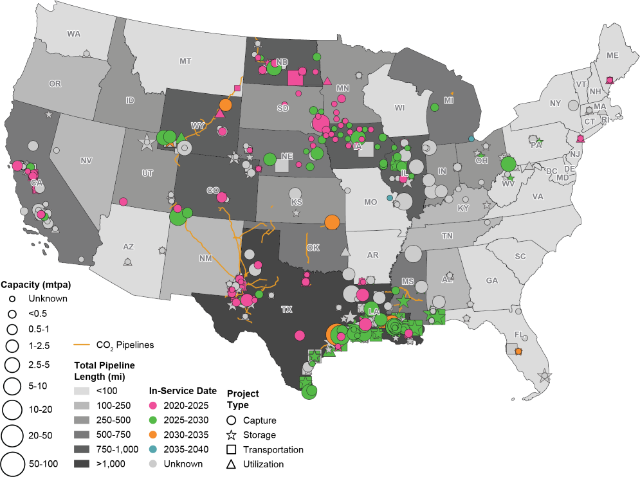 WA
ME
MT
ND
MN
VT
NH
OR
ID
WI
NY
MA
SD
MI
WY
PA
NJ
IA
NE
OH
DE
MD
DC
NV
UT
IL
IN
WV
CA
CO
VA
KS
MO
KY
NC
TN
OK
AR
SC
AZ
NM
MS
AL
GA
TX
LA
FL
Capacity (mtpa)
Unknown
<0.5
0.5-1
1-2.5
2.5-5
5-10
10-20
20-50
50-100
CO2 Pipelines
Total Pipeline
Length (mi)
<100
100-250
250-500
500-750
750-1,000
>1,000
In-Service Date
2020-2025
2025-2030
2030-2035
2035-2040
Unknown
Project
Type
Capture
Storage
Transportation
Utilization